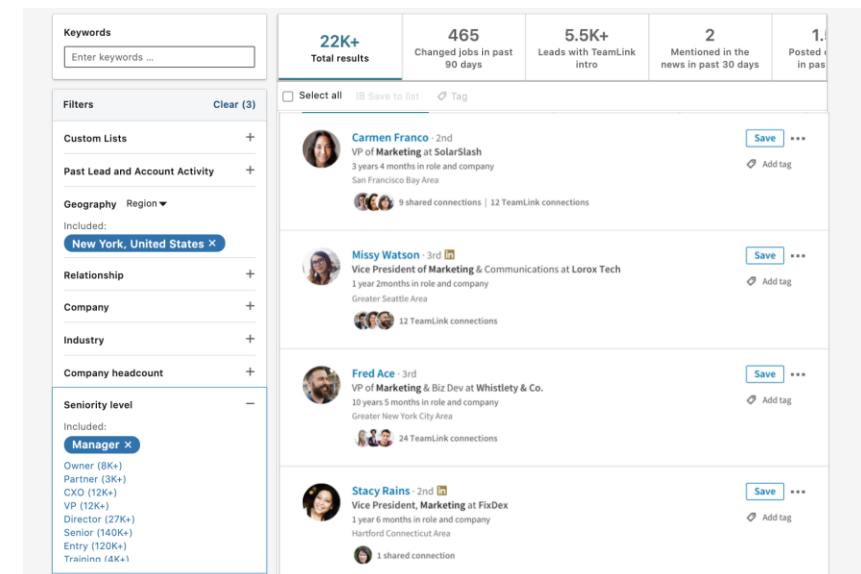 Keywords
Enter keywords ...
Filters
Clear (3)
Custom Lists
Past Lead and Account Activity
Geography Region
Included:
New York, United States ×
Relationship
Company
Industry
Company headcount
Seniority level
Included:
Manager ×
Owner (8K+)
Partner (3K+)
CXO (12K+)
VP (12K+)
Director (27K+)
Senior (140K+)
Entry (120K+)
Training (4K+)
22K+
Total results
465
Changed jobs in past
90 days
5.5K+
Leads with TeamLink
intro
2
Mentioned in the
news in past 30 days
1.
Posted
in pas
Select all Save to list Tag
Carmen Franco · 2nd
VP of Marketing at SolarSlash
3 years 4 months in role and company
San Francisco Bay Area
9 shared connections | 12 TeamLink connections
Save
Add tag
Missy Watson · 3rd in
Vice President of Marketing & Communications at Lorox Tech
1 year 2months in role and company
Greater Seattle Area
12 TeamLink connections
Save
Add tag
Fred Ace · 3rd
VP of Marketing & Biz Dev at Whistlety & Co.
10 years 5 months in role and company
Greater New York City Area
24 TeamLink connections
Save
Add tag
Stacy Rains · 2nd in
Vice President, Marketing at FixDex
1 year 6 months in role and company
Hartford Connecticut Area
1 shared connection
Save
Add tag